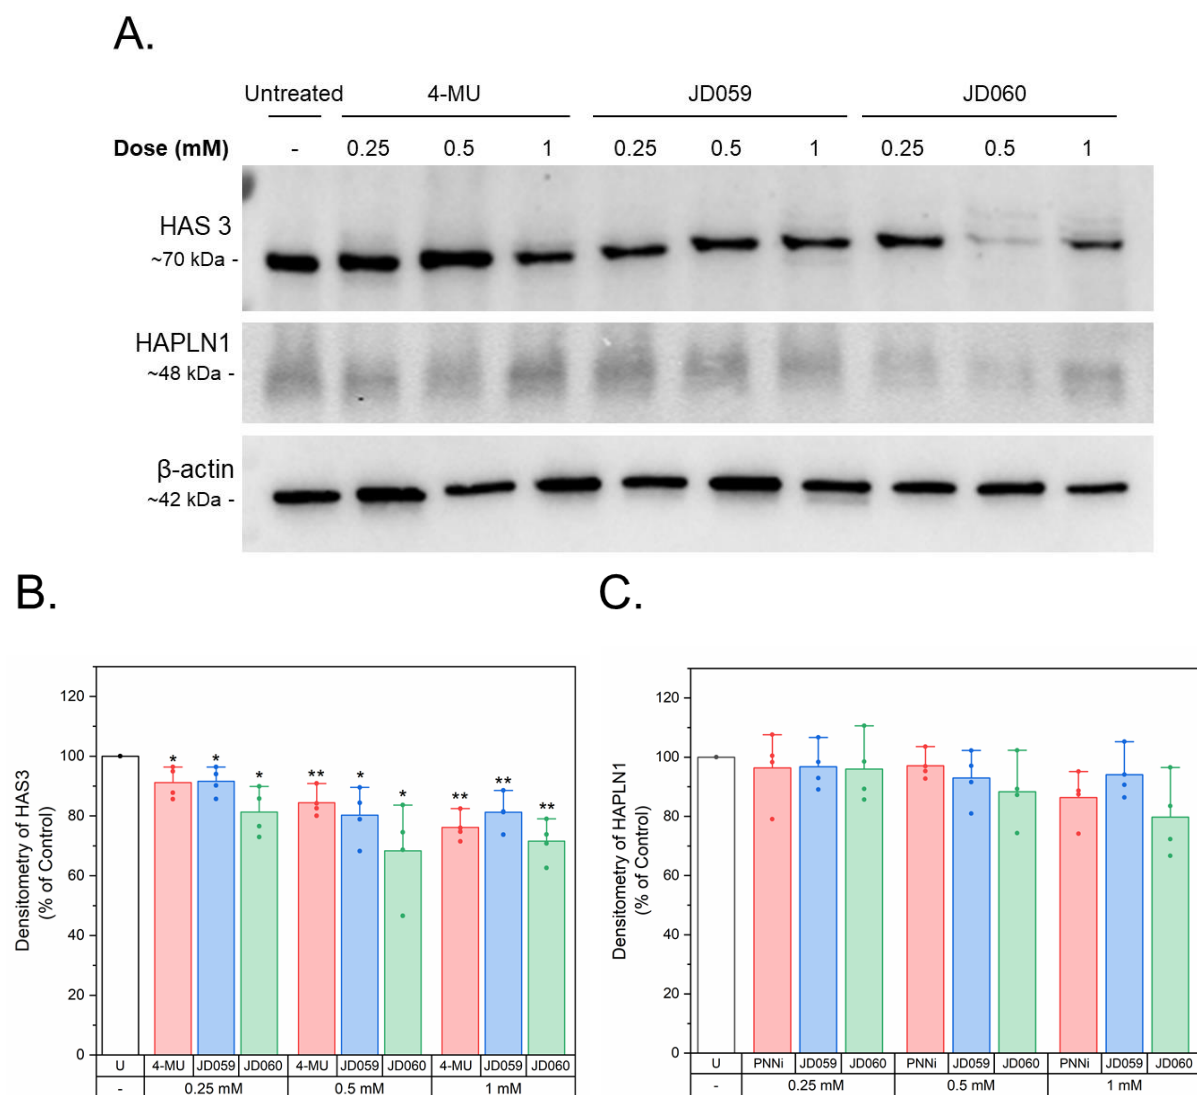 A.
Untreated 4-MU JD059 JD060
Dose (mM) - 0.25 0.5 1 0.25 0.5 1 0.25 0.5 1
HAS 3
~70 kDa -
HAPLN1
~48 kDa -
β-actin
~42 kDa -
B.
Densitometry of HAS3
(% of Control)
120
100
80
60
40
20
0
* * * ** * * ** ** **
U 4-MU JD059 JD060 4-MU JD059 JD060 4-MU JD059 JD060
- 0.25 mM 0.5 mM 1 mM
C.
Densitometry of HAPLN1
(% of Control)
120
100
80
60
40
20
0
U PNNi JD059 JD060 PNNi JD059 JD060 PNNi JD059 JD060
- 0.25 mM 0.5 mM 1 mM